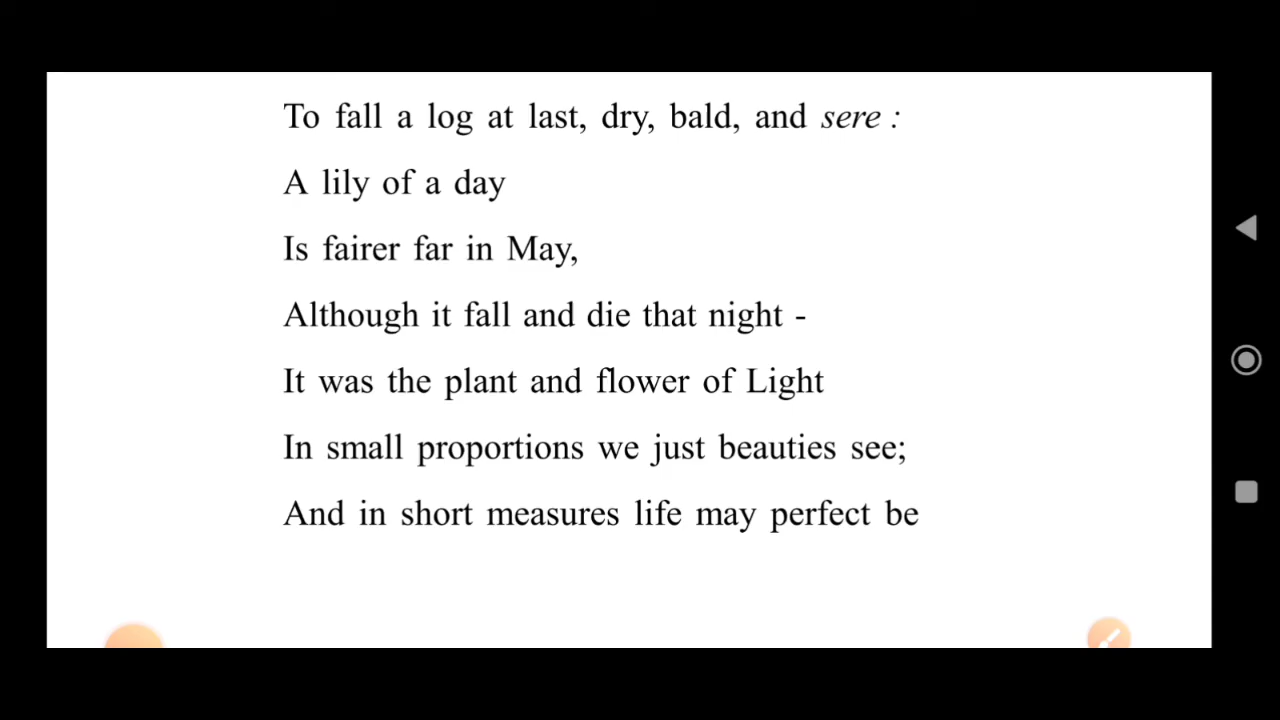 To fall a log at last, dry, bald, and sere :
A lily of a day
Is fairer far in May,
Although it fall and die that night -
It was the plant and flower of Light
In small proportions we just beauties see;
And in short measures life may perfect be